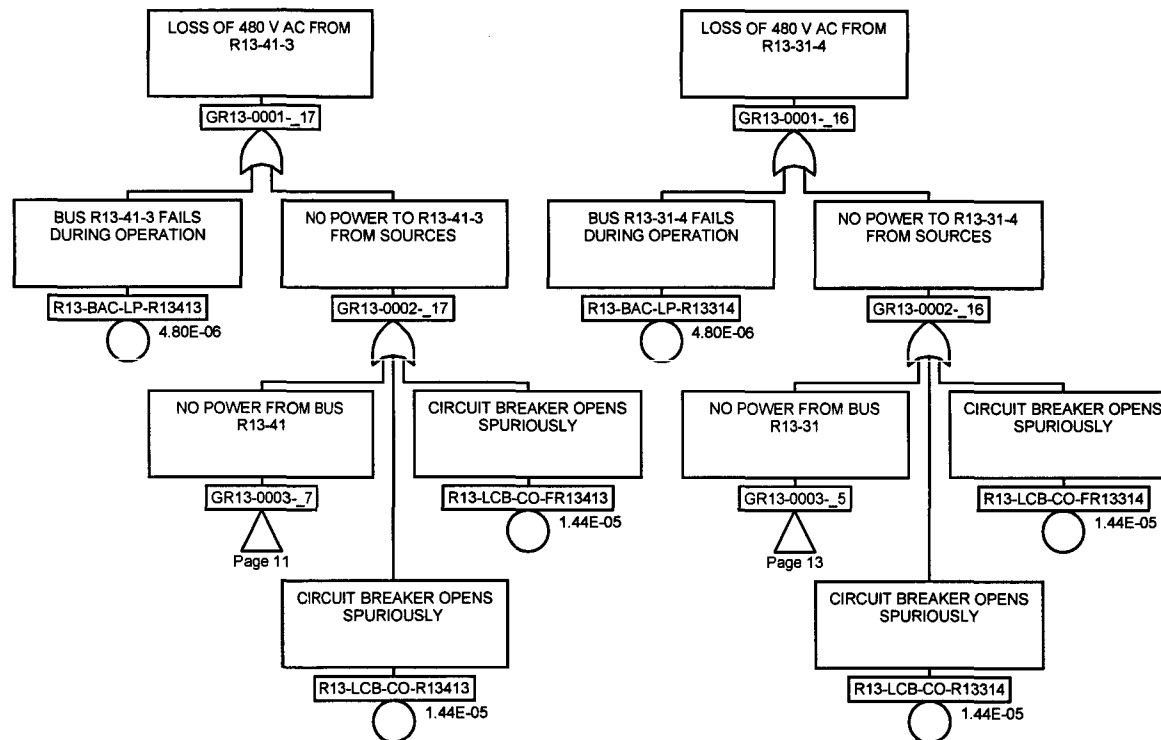 LOSS OF 480 V AC FROM
R13-41-3
GR13-0001-_17
BUS R13-41-3 FAILS
DURING OPERATION
R13-BAC-LP-R13413
4.80E-06
NO POWER TO R13-41-3
FROM SOURCES
GR13-0002-_17
NO POWER FROM BUS
R13-41
GR13-0003-_7
Page 11
CIRCUIT BREAKER OPENS
SPURIOUSLY
R13-LCB-CO-FR13413
1.44E-05
CIRCUIT BREAKER OPENS
SPURIOUSLY
R13-LCB-CO-R13413
1.44E-05
LOSS OF 480 V AC FROM
R13-31-4
GR13-0001-_16
BUS R13-31-4 FAILS
DURING OPERATION
R13-BAC-LP-R13314
4.80E-06
NO POWER TO R13-31-4
FROM SOURCES
GR13-0002-_16
NO POWER FROM BUS
R13-31
GR13-0003-_5
Page 13
CIRCUIT BREAKER OPENS
SPURIOUSLY
R13-LCB-CO-FR13314
1.44E-05
CIRCUIT BREAKER OPENS
SPURIOUSLY
R13-LCB-CO-R13314
1.44E-05